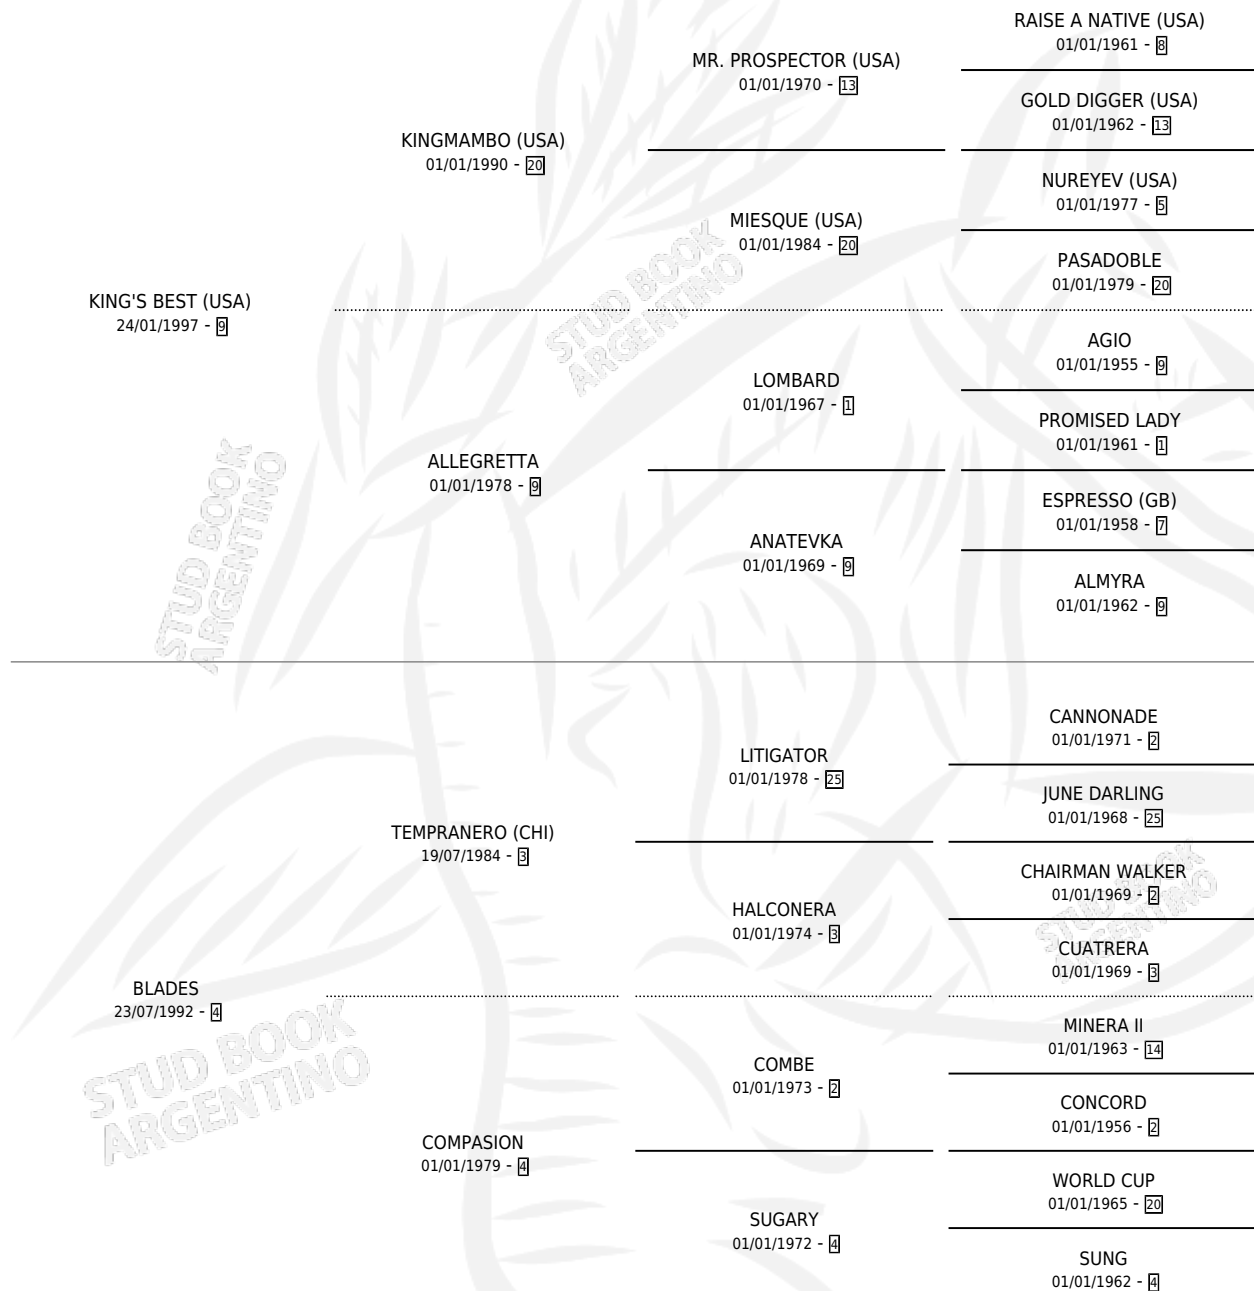 RAISE A NATIVE (USA)
01/01/1961 - 8
MR. PROSPECTOR (USA)
01/01/1970 - 13
GOLD DIGGER (USA)
01/01/1962 - 13
KINGMAMBO (USA)
01/01/1990 - 20
NUREYEV (USA)
01/01/1977 - 5
MIESQUE (USA)
01/01/1984 - 20
PASADOBLE
01/01/1979 - 20
KING'S BEST (USA)
24/01/1997 - 9
STUD BOOK
ARGENTINO
AGIO
01/01/1955 - 9
LOMBARD
01/01/1967 - 1
PROMISED LADY
01/01/1961 - 1
ALLEGRETTA
01/01/1978 - 9
ESPRESSO (GB)
01/01/1958 - 7
ANATEVKA
01/01/1969 - 9
ALMYRA
01/01/1962 - 9
STUD BOOK
ARGENTINO
CANNONADE
01/01/1971 - 2
LITIGATOR
01/01/1978 - 25
JUNE DARLING
01/01/1968 - 25
TEMPRANERO (CHI)
19/07/1984 - 3
CHAIRMAN WALKER
01/01/1969 - 2
HALCONERA
01/01/1974 - 3
STUD BOOK
ARGENTINO
CUATRERA
01/01/1969 - 3
BLADES
23/07/1992 - 4
STUD BOOK
ARGENTINO
MINERA II
01/01/1963 - 14
COMBE
01/01/1973 - 2
CONCORD
01/01/1956 - 2
COMPASION
01/01/1979 - 4
WORLD CUP
01/01/1965 - 20
SUGARY
01/01/1972 - 4
SUNG
01/01/1962 - 4